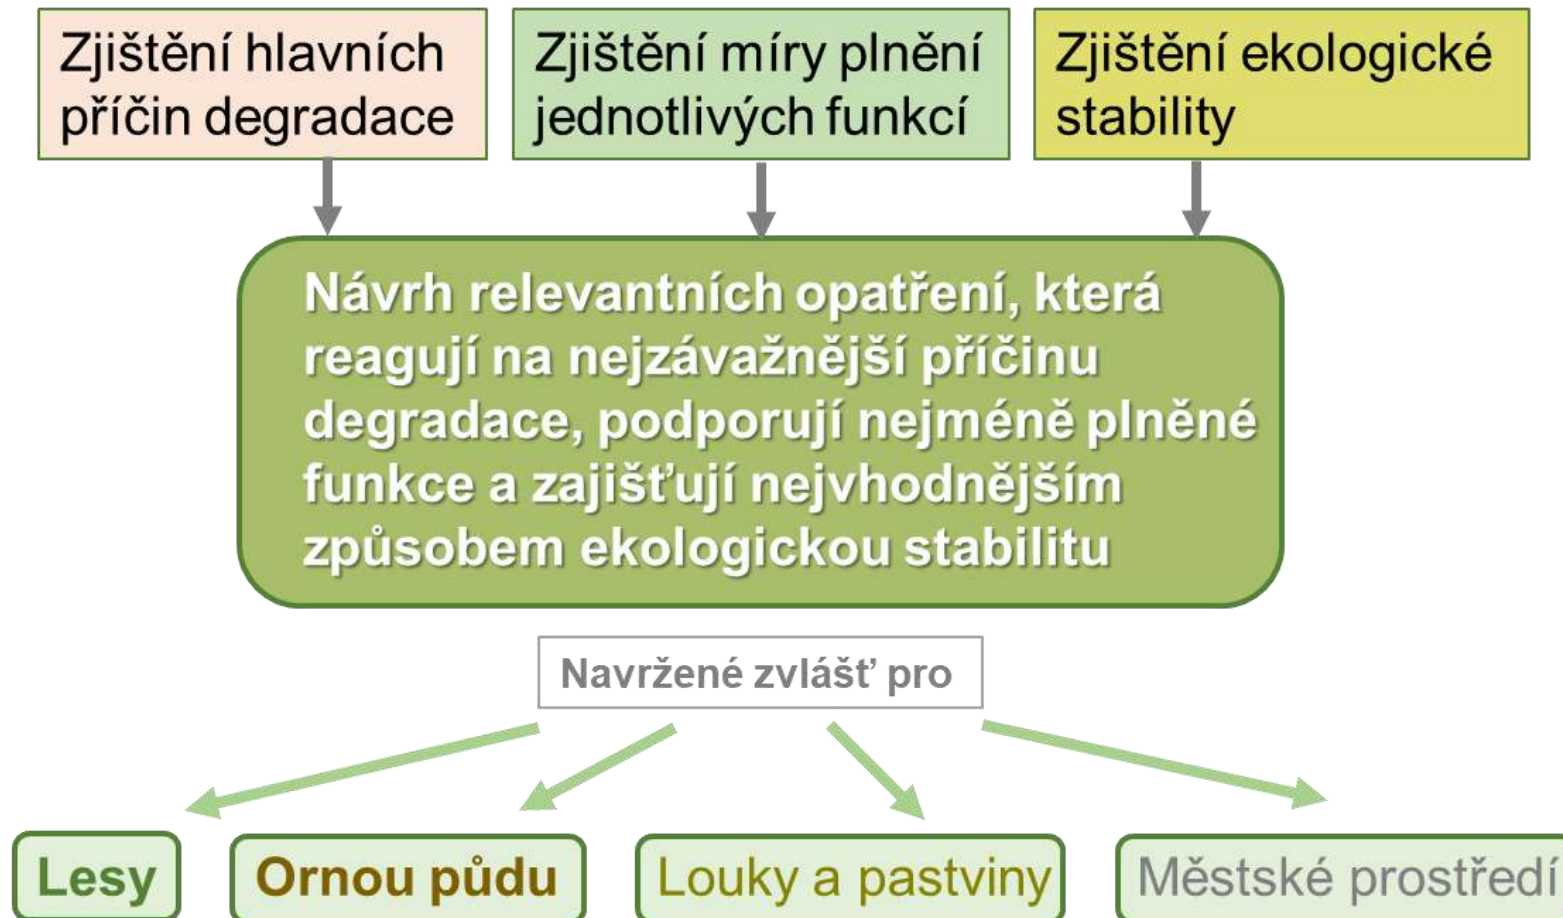 Zjištění hlavních
příčin degradace
Zjištění míry plnění
jednotlivých funkcí
Zjištění ekologické
stability
Návrh relevantních opatření, která
reagují na nejzávažnější příčinu
degradace, podporují nejméně plněné
funkce a zajišťují nejvhodnějším
způsobem ekologickou stabilitu
Navržené zvlášť pro
Lesy
Ornou půdu
Louky a pastviny
Městské prostředí